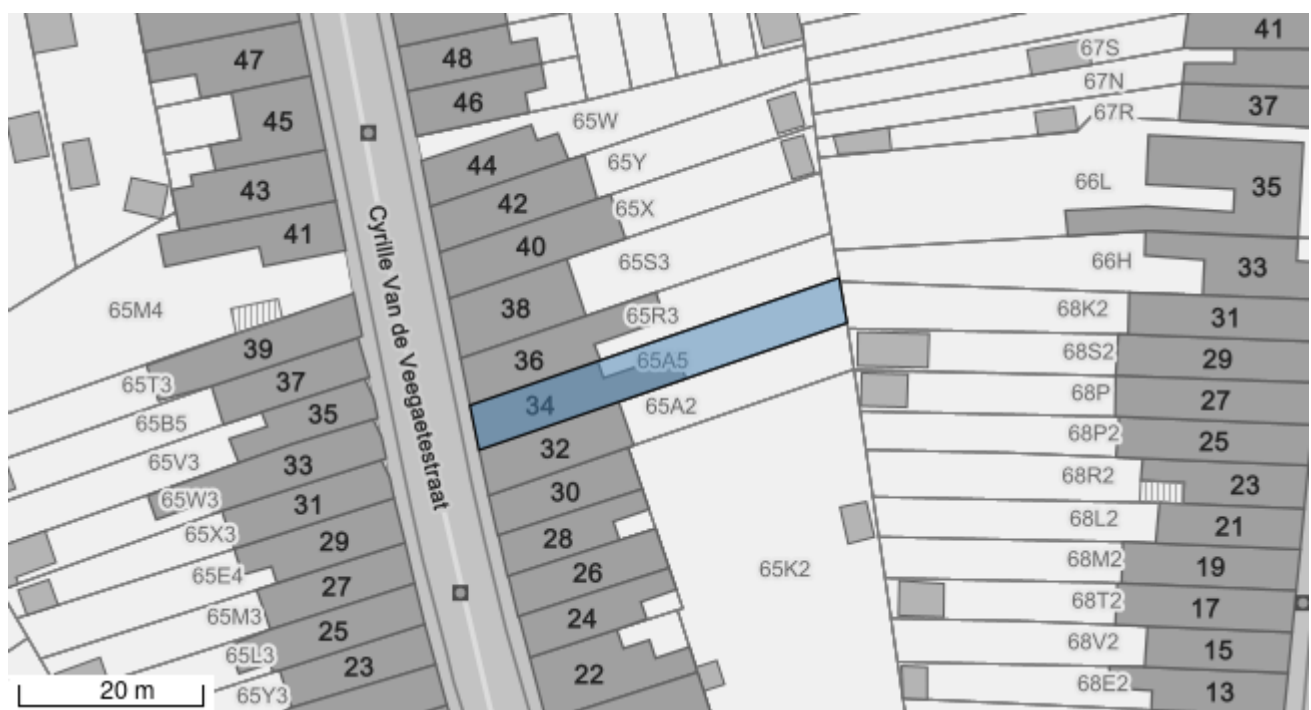 47
48
67S
41
46
67N
45
65W
67R
37
44
65Y
66L
35
43
42
65X
41
40
65S3
66H
33
65M4
38
65R3
68K2
31
Cyrille Van de Veegaetestraat
39
36
65A5
68S2
29
65T3
37
34
65A2
68P
27
65B5
35
32
68P2
25
65V3
33
30
68R2
23
65W3
31
28
68L2
21
65X3
29
26
65K2
68M2
19
65E4
27
24
68T2
17
65M3
25
22
68V2
15
65L3
23
68E2
13
65Y3
20 m